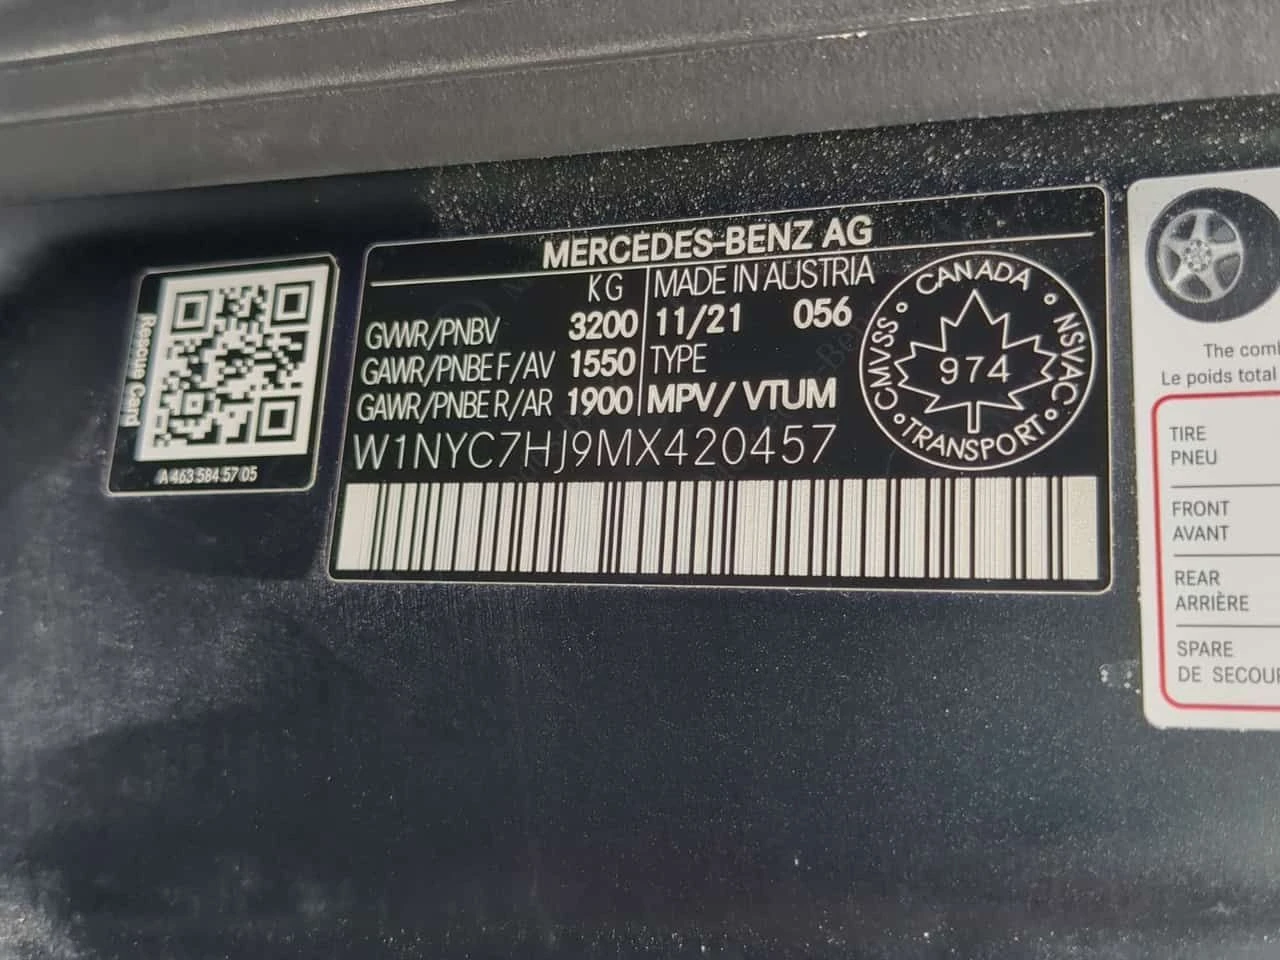 Rescue Card
A 463 584 57 05
MERCEDES-BENZ AG
KG MADE IN AUSTRIA
GVWR/PNBV 3200 11/21 056
GAWR/PNBE F/AV 1550 TYPE
GAWR/PNBE R/AR 1900 MPV/ VTUM
W1NYC7HJ9MX420457
CANADA
CMVSS 974 NSVAC
TRANSPORT
The comb
Le poids total
TIRE
PNEU
FRONT
AVANT
REAR
ARRIÈRE
SPARE
DE SECOUR